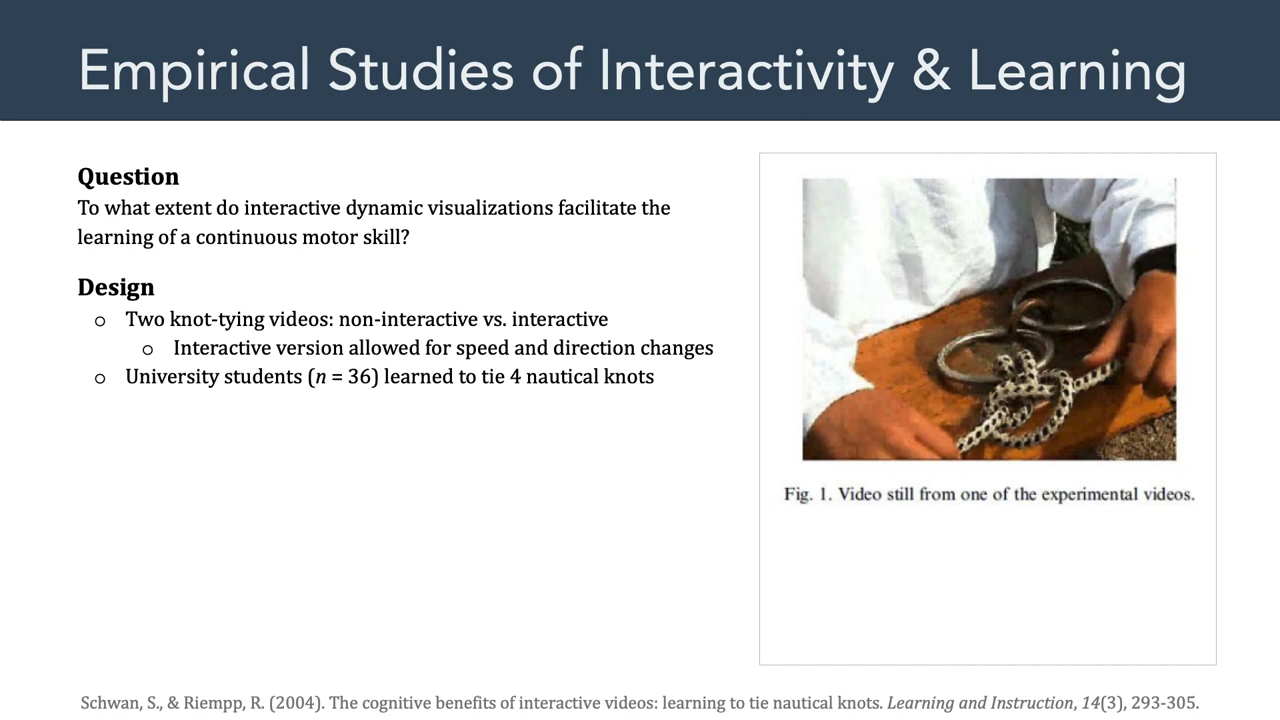 Empirical Studies of Interactivity & Learning
Question
To what extent do interactive dynamic visualizations facilitate the
learning of a continuous motor skill?
Design
○ Two knot-tying videos: non-interactive vs. interactive
○ Interactive version allowed for speed and direction changes
○ University students (n = 36) learned to tie 4 nautical knots
Fig. 1. Video still from one of the experimental videos.
Schwan, S., & Riempp, R. (2004). The cognitive benefits of interactive videos: learning to tie nautical knots. Learning and Instruction, 14(3), 293-305.